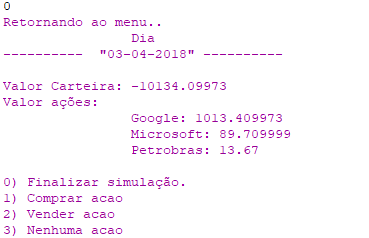 0
Retornando ao menu..
Dia
---------- "03-04-2018" ----------
Valor Carteira: -10134.09973
Valor ações:
Google: 1013.409973
Microsoft: 89.709999
Petrobras: 13.67
0) Finalizar simulação.
1) Comprar acao
2) Vender acao
3) Nenhuma acao